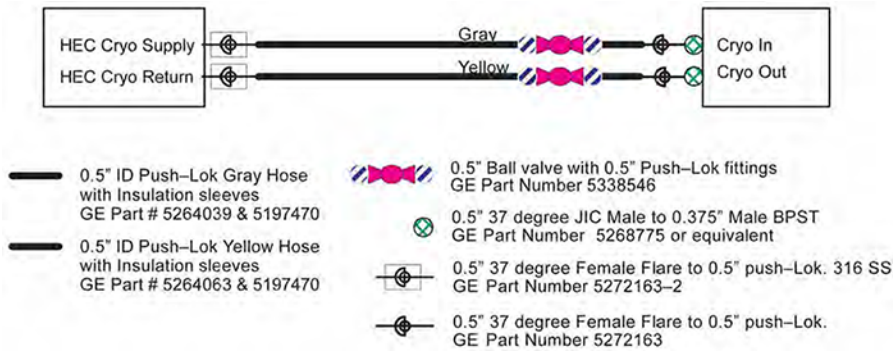 HEC Cryo Supply
HEC Cryo Return
Gray
Yellow
Cryo In
Cryo Out
0.5" ID Push–Lok Gray Hose
with Insulation sleeves
GE Part # 5264039 & 5197470
0.5" ID Push–Lok Yellow Hose
with Insulation sleeves
GE Part # 5264063 & 5197470
0.5" Ball valve with 0.5" Push–Lok fittings
GE Part Number 5338546
0.5" 37 degree JIC Male to 0.375" Male BPST
GE Part Number 5268775 or equivalent
0.5" 37 degree Female Flare to 0.5" push–Lok. 316 SS
GE Part Number 5272163–2
0.5" 37 degree Female Flare to 0.5" push–Lok.
GE Part Number 5272163